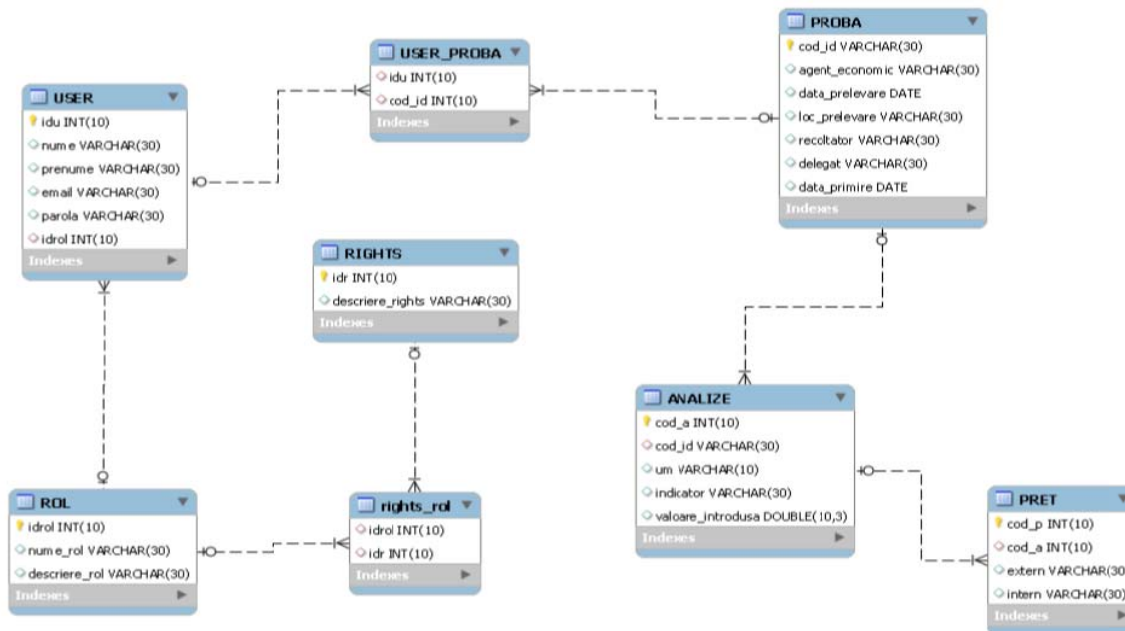 USER
idu INT(10)
nume VARCHAR(30)
prenume VARCHAR(30)
email VARCHAR(30)
parola VARCHAR(30)
idrol INT(10)
Indexes
USER_PROBA
idu INT(10)
cod_id INT(10)
Indexes
PROBA
cod_id VARCHAR(30)
agent_economic VARCHAR(30)
data_prelevare DATE
loc_prelevare VARCHAR(30)
recoltator VARCHAR(30)
delegat VARCHAR(30)
data_primire DATE
Indexes
RIGHTS
idr INT(10)
descriere_rights VARCHAR(30)
Indexes
ROL
idrol INT(10)
nume_rol VARCHAR(30)
descriere_rol VARCHAR(30)
Indexes
rights_rol
idrol INT(10)
idr INT(10)
Indexes
ANALIZE
cod_a INT(10)
cod_id VARCHAR(30)
um VARCHAR(10)
indicator VARCHAR(30)
valoare_introdusa DOUBLE(10,3)
Indexes
PRET
cod_p INT(10)
cod_a INT(10)
extern VARCHAR(30
intern VARCHAR(30)
Indexes